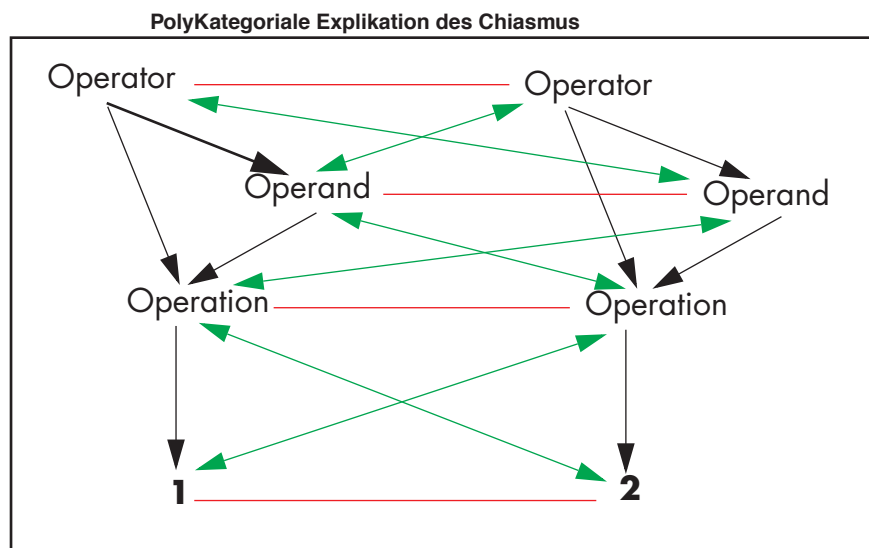 PolyKategoriale Explikation des Chiasmus
Operator Operator
Operand Operand
Operation Operation
1 2